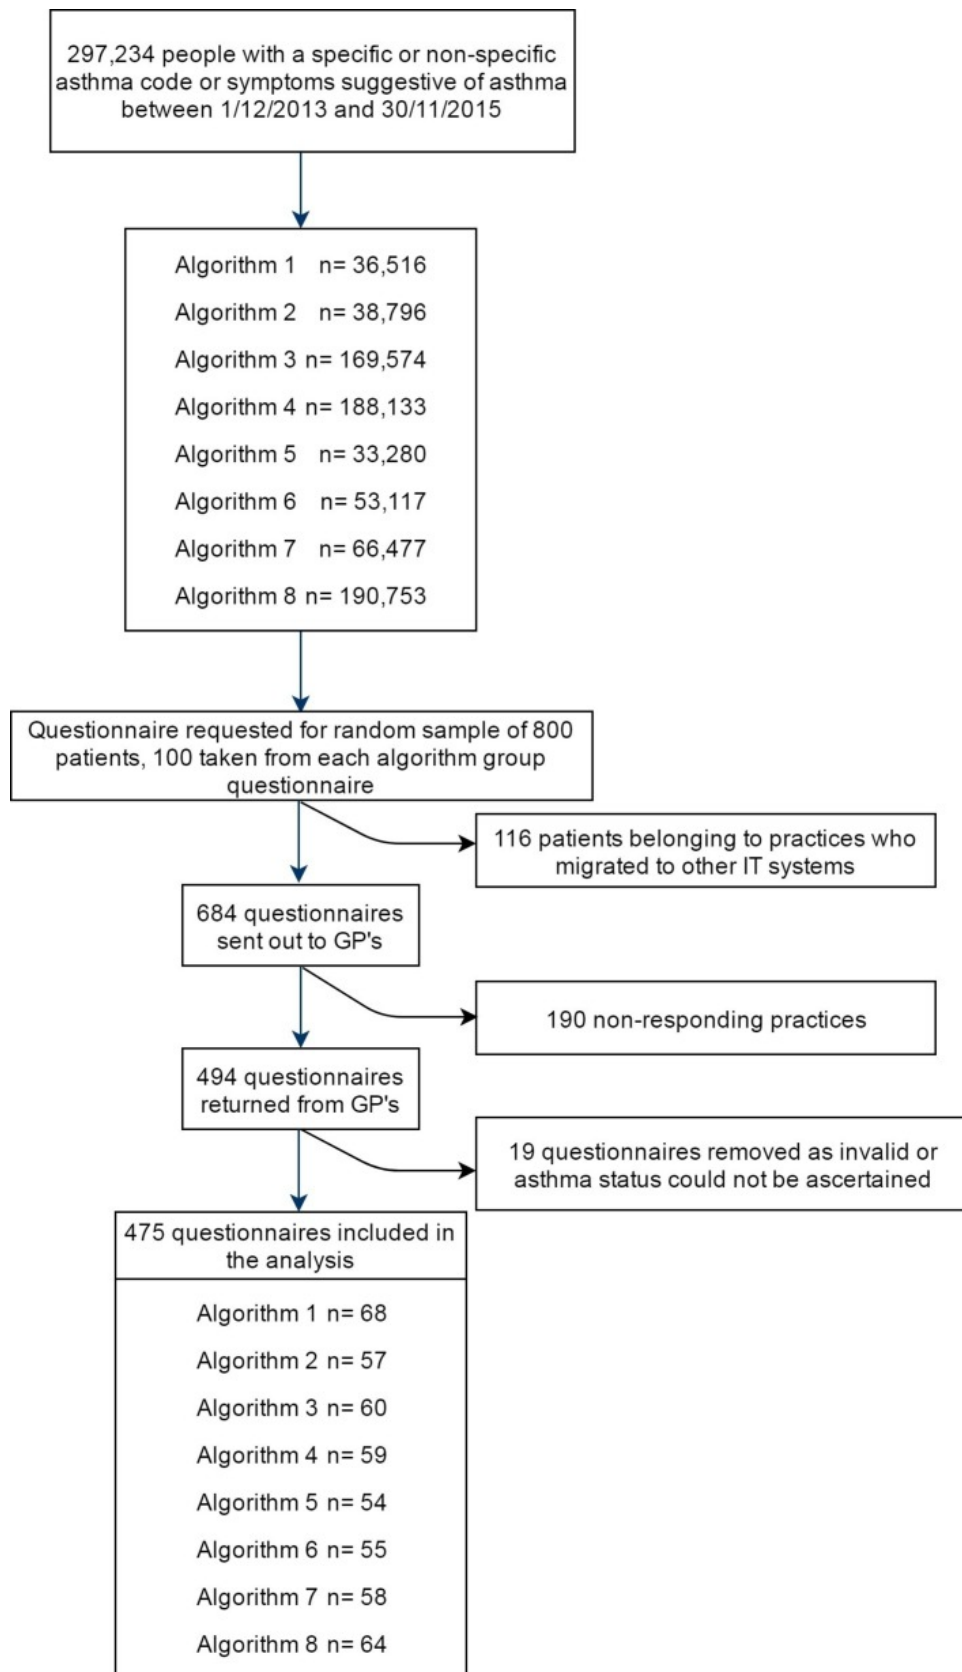 297,234 people with a specific or non-specific
asthma code or symptoms suggestive of asthma
between 1/12/2013 and 30/11/2015
Algorithm 1 n= 36,516
Algorithm 2 n= 38,796
Algorithm 3 n= 169,574
Algorithm 4 n= 188,133
Algorithm 5 n= 33,280
Algorithm 6 n= 53,117
Algorithm 7 n= 66,477
Algorithm 8 n= 190,753
Questionnaire requested for random sample of 800
patients, 100 taken from each algorithm group
questionnaire
116 patients belonging to practices who
migrated to other IT systems
684 questionnaires
sent out to GP's
190 non-responding practices
494 questionnaires
returned from GP's
19 questionnaires removed as invalid or
asthma status could not be ascertained
475 questionnaires included in
the analysis
Algorithm 1 n= 68
Algorithm 2 n= 57
Algorithm 3 n= 60
Algorithm 4 n= 59
Algorithm 5 n= 54
Algorithm 6 n= 55
Algorithm 7 n= 58
Algorithm 8 n= 64